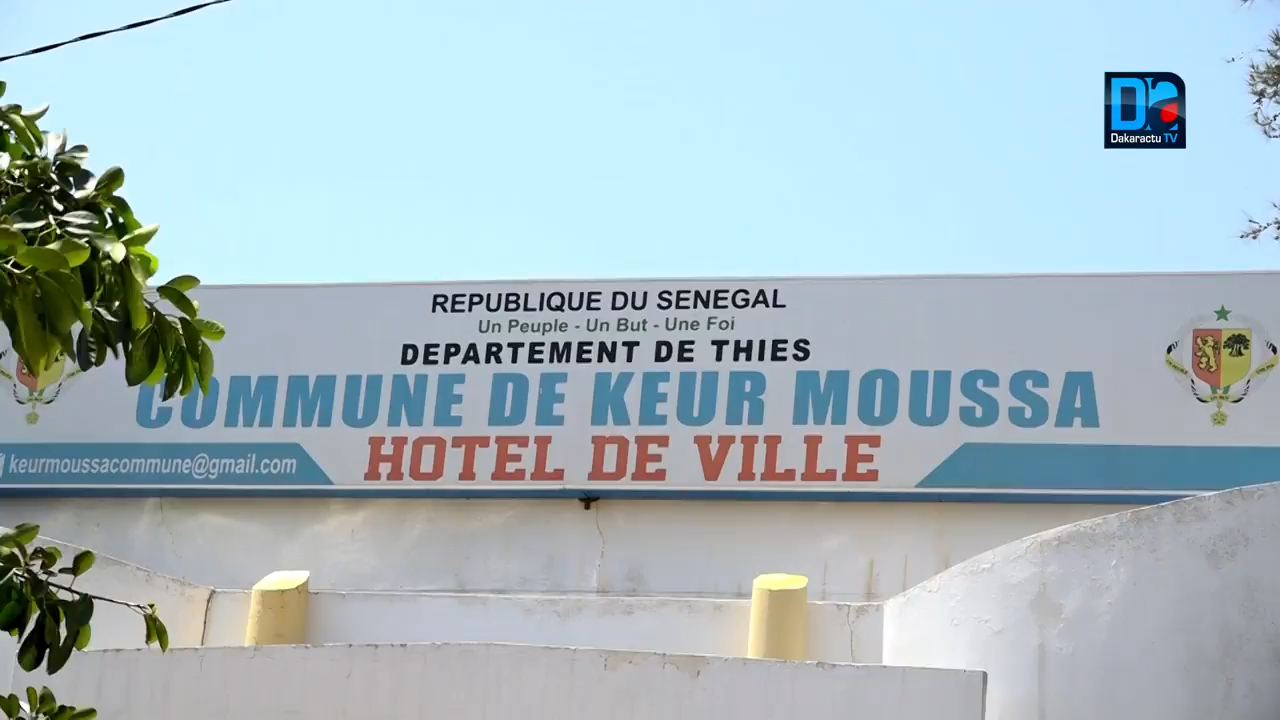 Dakaractu TV
REPUBLIQUE DU SENEGAL
Un Peuple - Un But - Une Foi
DEPARTEMENT DE THIES
COMMUNE DE KEUR MOUSSA
HOTEL DE VILLE
keurmoussacommune@gmail.com